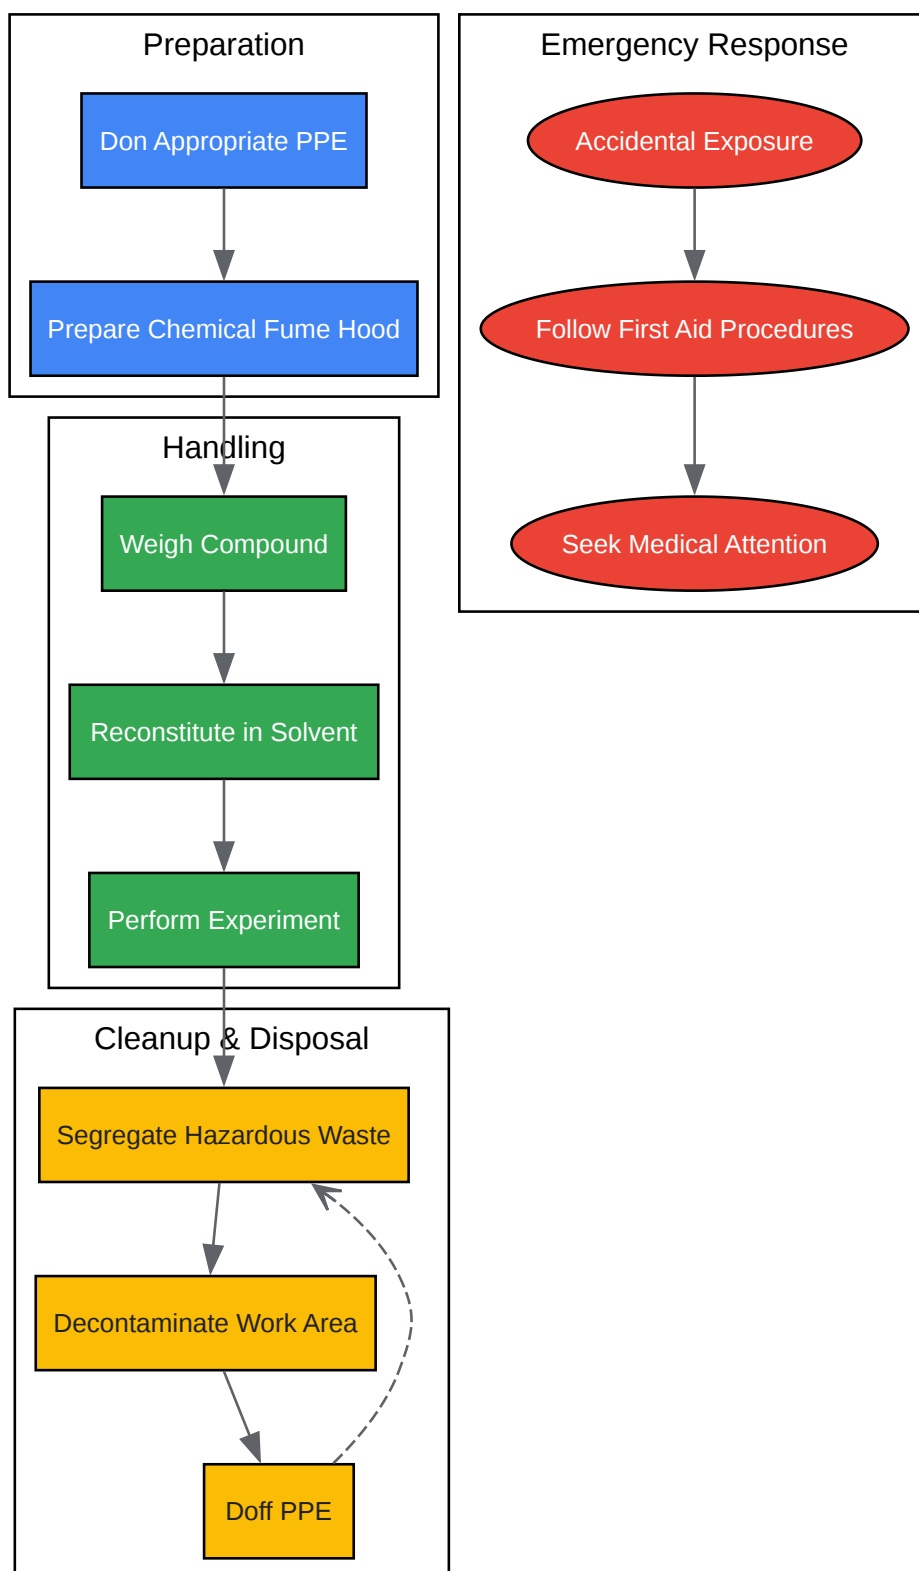 Preparation
Don Appropriate PPE
Prepare Chemical Fume Hood
Handling
Weigh Compound
Reconstitute in Solvent
Perform Experiment
Cleanup & Disposal
Segregate Hazardous Waste
Decontaminate Work Area
Doff PPE
Emergency Response
Accidental Exposure
Follow First Aid Procedures
Seek Medical Attention